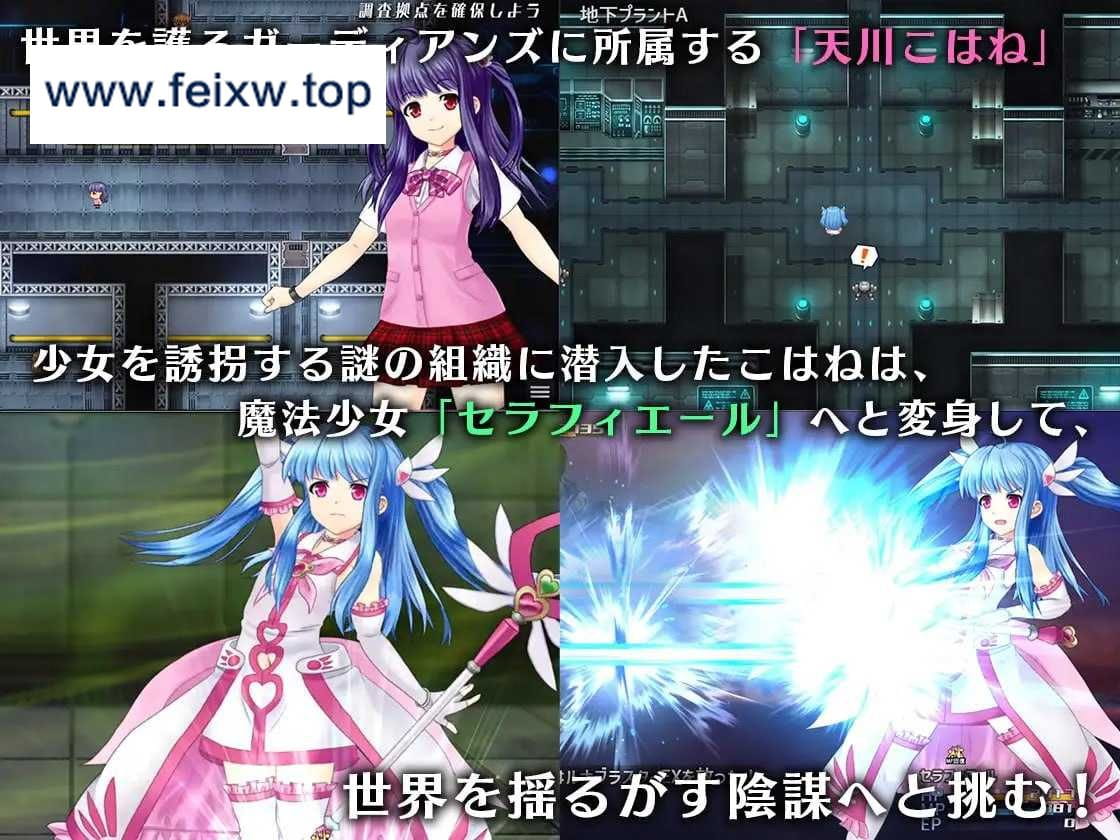 調査拠点を確保しよう
地下プラントA
世界を護るガーディアンズに所属する「天川こはね」
www.feixw.top
!
少女を誘拐する謎の組織に潜入したこはねは、
魔法少女「セラフィエール」へと変身して、
世界を揺るがす陰謀へと挑む!
EP
0